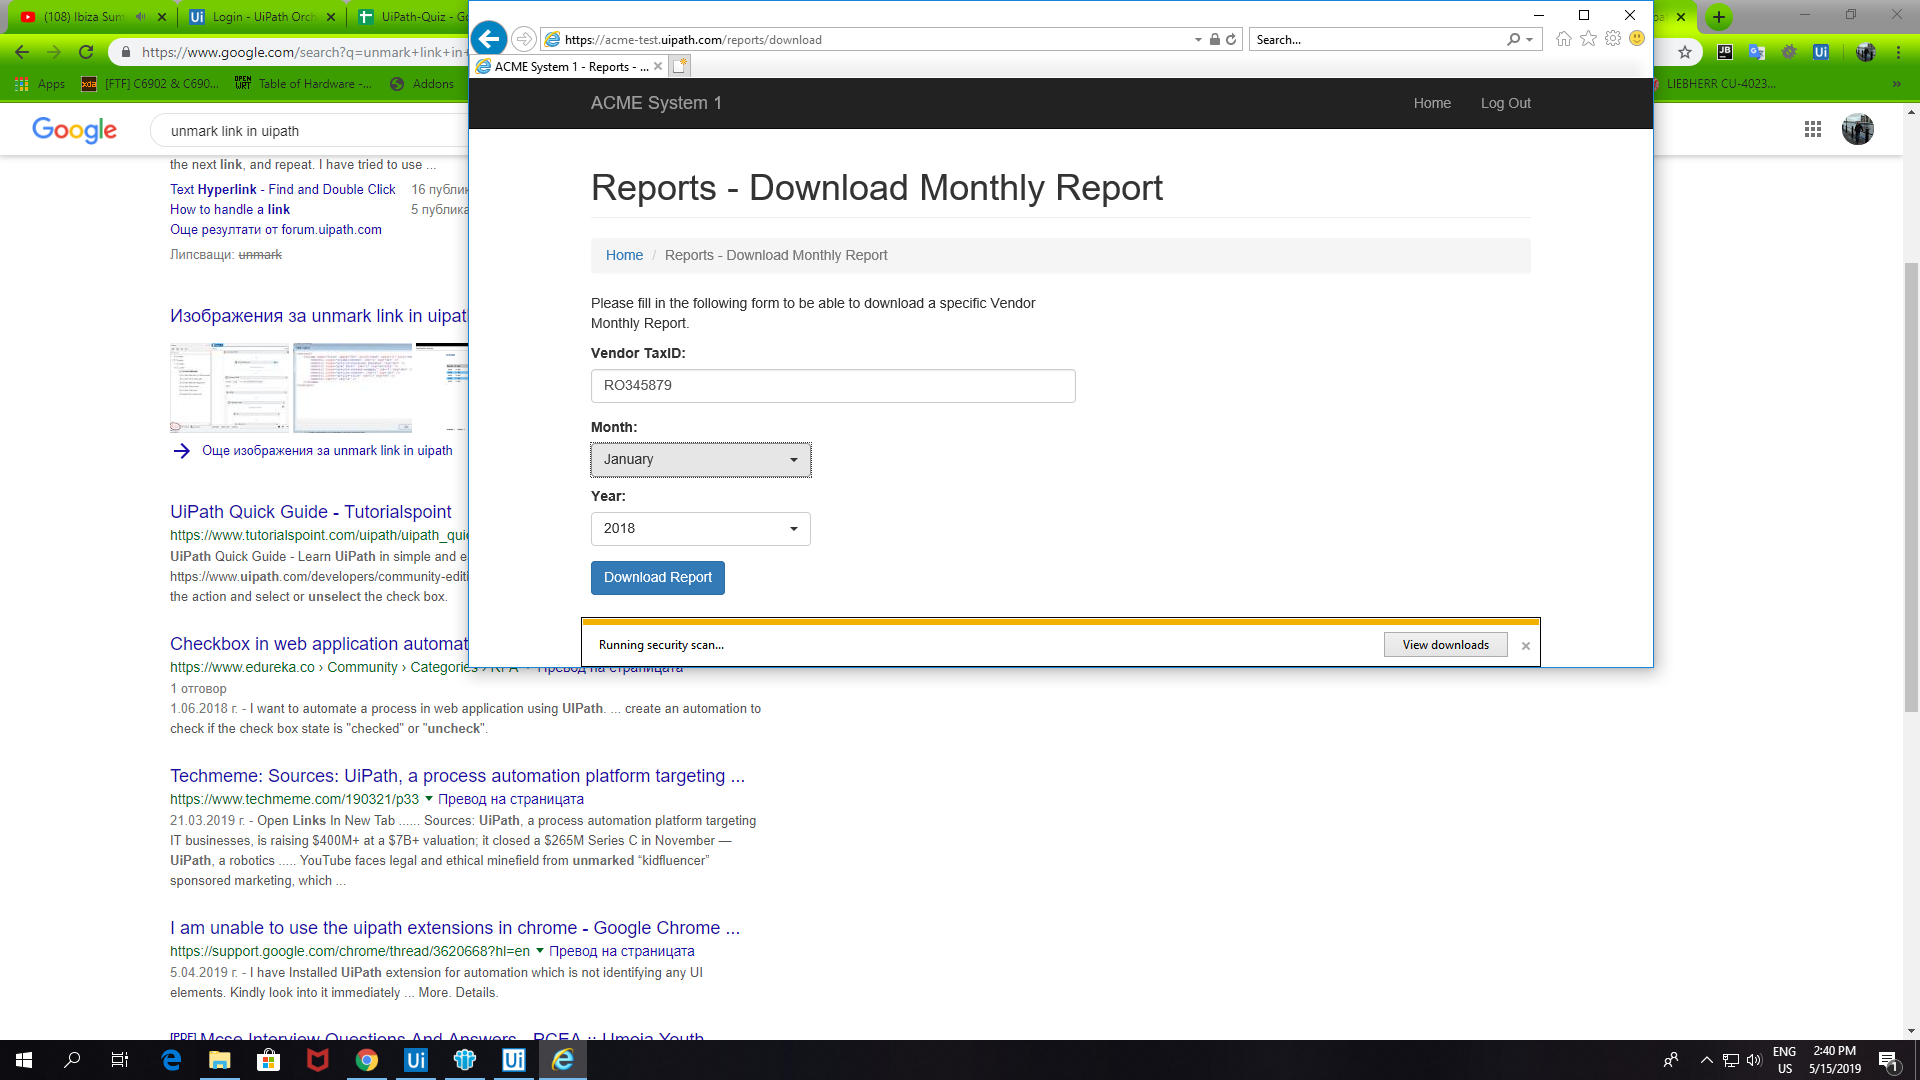 (108) Ibiza Sum
Login - UiPath Orch
UiPath-Quiz - Go
https://www.google.com/search?q=unmark+link+in+
Apps
[FTF] C6902 & C690...
Table of Hardware -...
Addons
LIEBHERR CU-4023...
Google
unmark link in uipath
the next link, and repeat. I have tried to use ...
Text Hyperlink - Find and Double Click 16 публик
How to handle a link 5 публика
Още резултати от forum.uipath.com
Липсващи: unmark
Изображения за unmark link in uipat
Още изображения за unmark link in uipath
UiPath Quick Guide - Tutorialspoint
https://www.tutorialspoint.com/uipath/uipath_quic
UiPath Quick Guide - Learn UiPath in simple and e
https://www.uipath.com/developers/community-editi
the action and select or unselect the check box.
Checkbox in web application automat
https://www.edureka.co › Community › Categories › RPA Превод на страницата
1 отговор
1.06.2018 г. - I want to automate a process in web application using UIPath. ... create an automation to
check if the check box state is "checked" or "uncheck".
Techmeme: Sources: UiPath, a process automation platform targeting ...
https://www.techmeme.com/190321/p33 Превод на страницата
21.03.2019 г. - Open Links In New Tab ...... Sources: UiPath, a process automation platform targeting
IT businesses, is raising $400M+ at a $7B+ valuation; it closed a $265M Series C in November —
UiPath, a robotics ..... YouTube faces legal and ethical minefield from unmarked “kidfluencer”
sponsored marketing, which ...
I am unable to use the uipath extensions in chrome - Google Chrome ...
https://support.google.com/chrome/thread/3620668?hl=en Превод на страницата
5.04.2019 г. - I have Installed UiPath extension for automation which is not identifying any UI
elements. Kindly look into it immediately ... More. Details.
[PDF] Mcse Interview Questions And Answers - PCEA :: Umoja Youth
https://acme-test.uipath.com/reports/download
Search...
ACME System 1 - Reports - ...
ACME System 1
Home
Log Out
Reports - Download Monthly Report
Home / Reports - Download Monthly Report
Please fill in the following form to be able to download a specific Vendor
Monthly Report.
Vendor TaxID:
RO345879
Month:
January
Year:
2018
Download Report
Running security scan...
View downloads
ENG
US
2:40 PM
5/15/2019
1